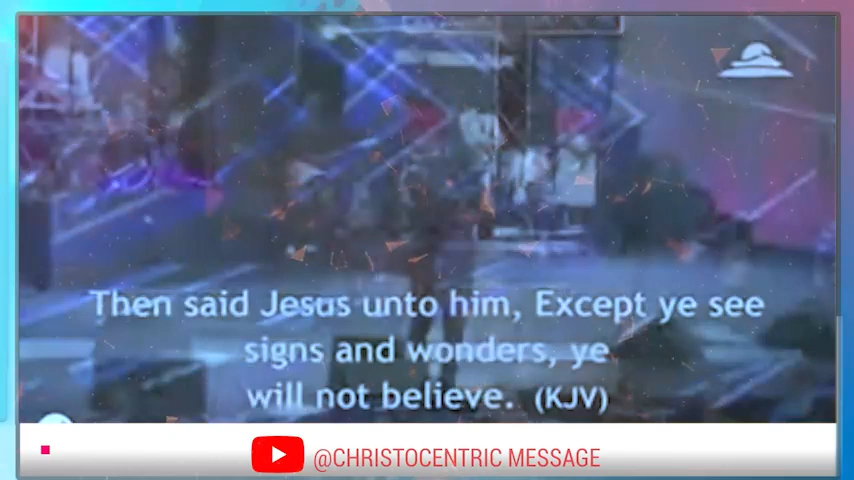 Then said Jesus unto him, Except ye see
signs and wonders, ye
will not believe. (KJV)
@CHRISTOCENTRIC MESSAGE